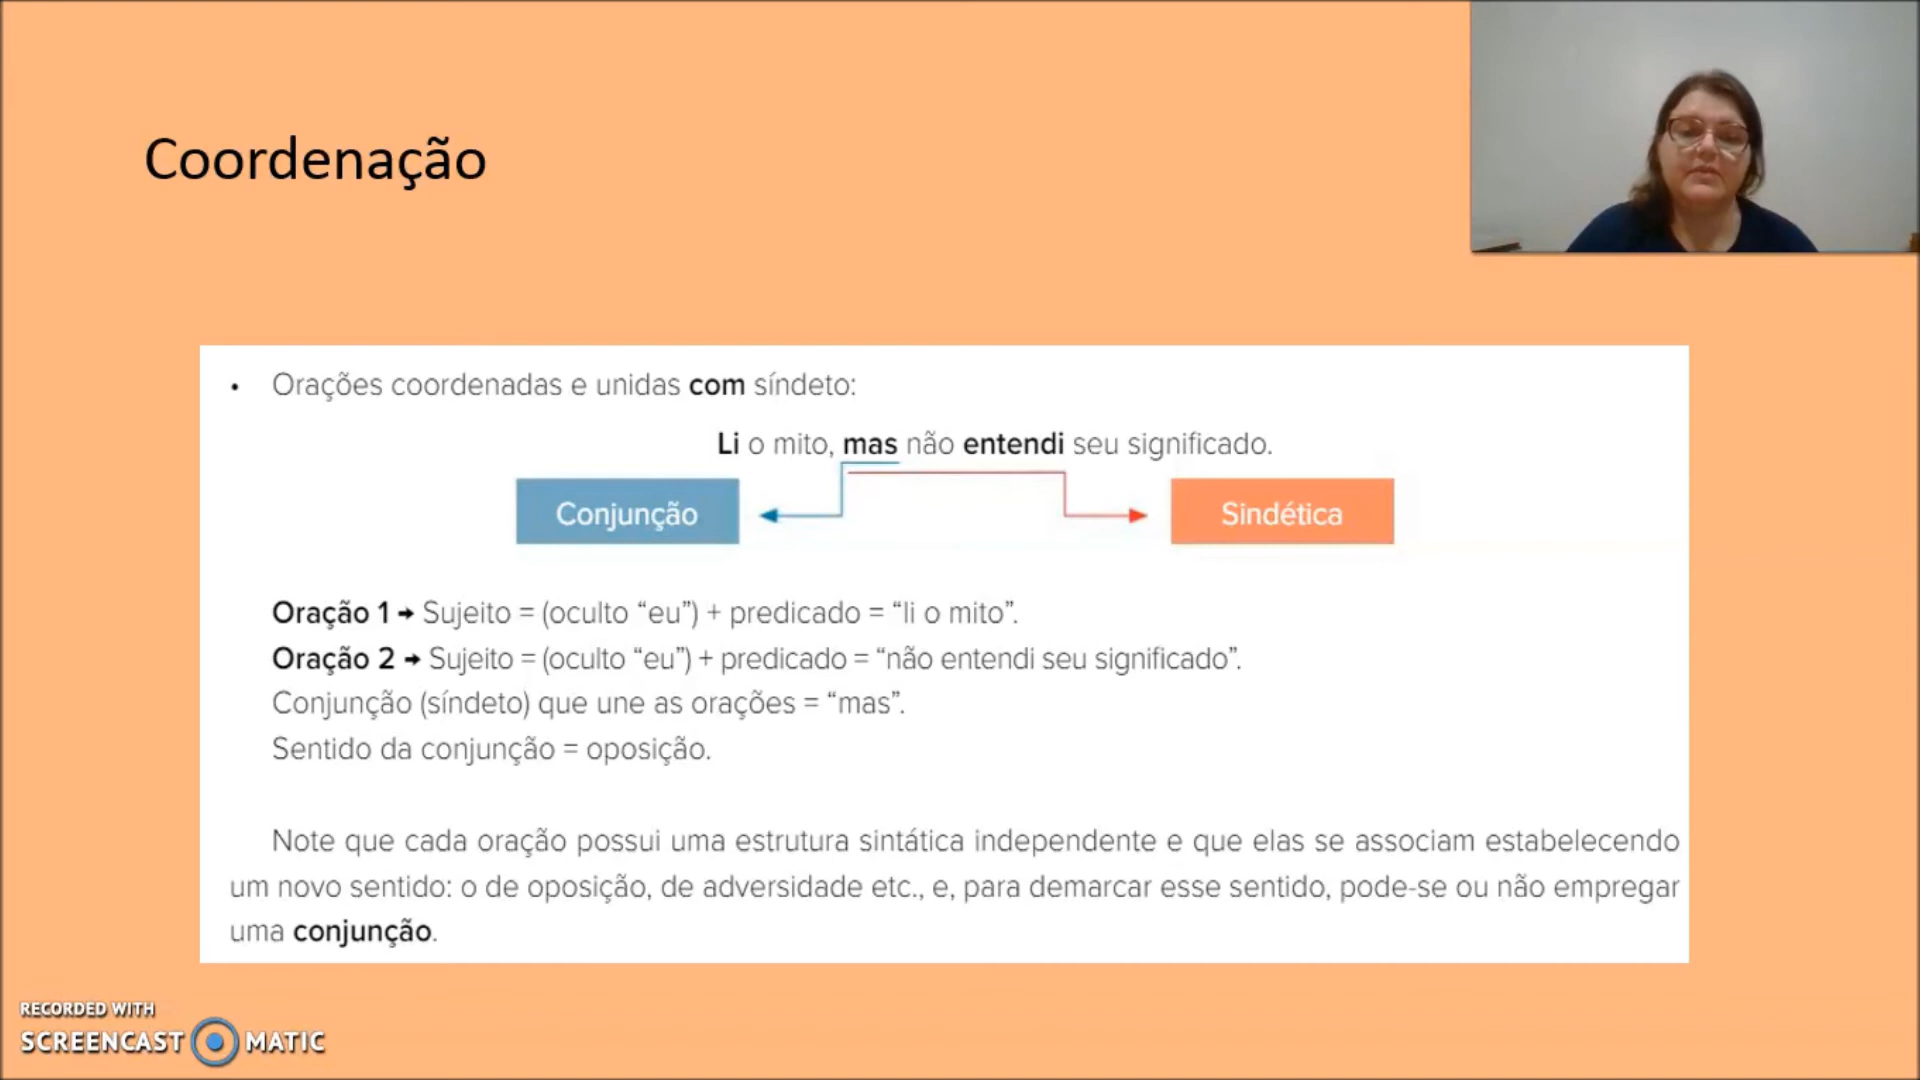 Coordenação
• Orações coordenadas e unidas com síndeto:
Li o mito, mas não entendi seu significado.
Conjunção
Sindética
Oração 1 → Sujeito = (oculto “eu”) + predicado = “li o mito”.
Oração 2 → Sujeito = (oculto “eu”) + predicado = “não entendi seu significado”.
Conjunção (síndeto) que une as orações = “mas”.
Sentido da conjunção = oposição.
Note que cada oração possui uma estrutura sintática independente e que elas se associam estabelecendo
um novo sentido: o de oposição, de adversidade etc., e, para demarcar esse sentido, pode-se ou não empregar
uma conjunção.
RECORDED WITH
SCREENCAST MATIC